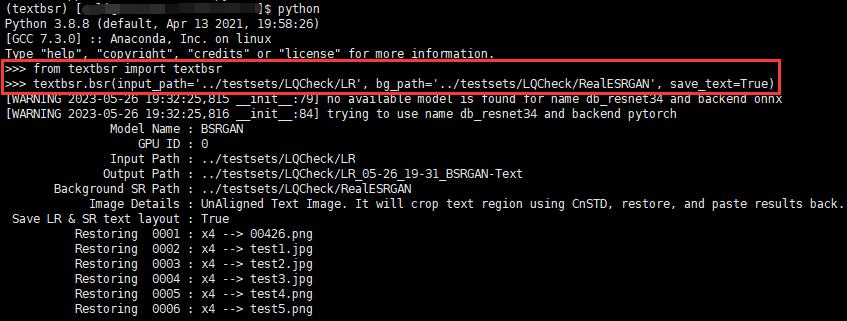 (textbsr) [ ]$ python
Python 3.8.8 (default, Apr 13 2021, 19:58:26)
[GCC 7.3.0] :: Anaconda, Inc. on linux
Type "help", "copyright", "credits" or "license" for more information.
>>> from textbsr import textbsr
>>> textbsr.bsr(input_path='../testsets/LQCheck/LR', bg_path='../testsets/LQCheck/RealESRGAN', save_text=True)
[WARNING 2023-05-26 19:32:25,815 __init__:79] no available model is found for name db_resnet34 and backend onnx
[WARNING 2023-05-26 19:32:25,816 __init__:84] trying to use name db_resnet34 and backend pytorch
Model Name : BSRGAN
GPU ID : 0
Input Path : ../testsets/LQCheck/LR
Output Path : ../testsets/LQCheck/LR_05-26_19-31_BSRGAN-Text
Background SR Path : ../testsets/LQCheck/RealESRGAN
Image Details : UnAligned Text Image. It will crop text region using CnSTD, restore, and paste results back.
Save LR & SR text layout : True
Restoring 0001 : x4 --> 00426.png
Restoring 0002 : x4 --> test1.jpg
Restoring 0003 : x4 --> test2.jpg
Restoring 0004 : x4 --> test3.jpg
Restoring 0005 : x4 --> test4.png
Restoring 0006 : x4 --> test5.png